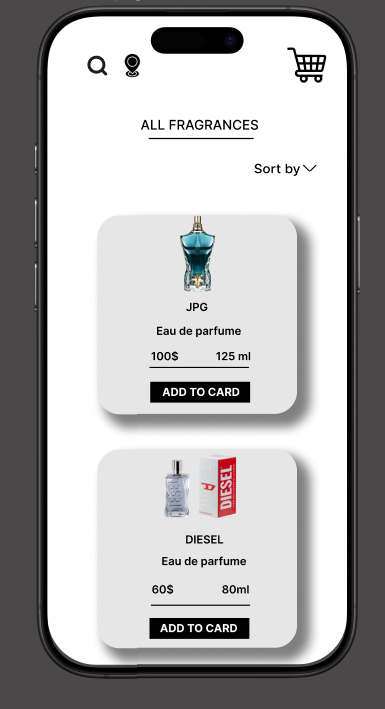 ALL FRAGRANCES
Sort by
JPG
Eau de parfume
100$ 125 ml
ADD TO CARD
DIESEL DIESEL
DIESEL
Eau de parfume
60$ 80ml
ADD TO CARD